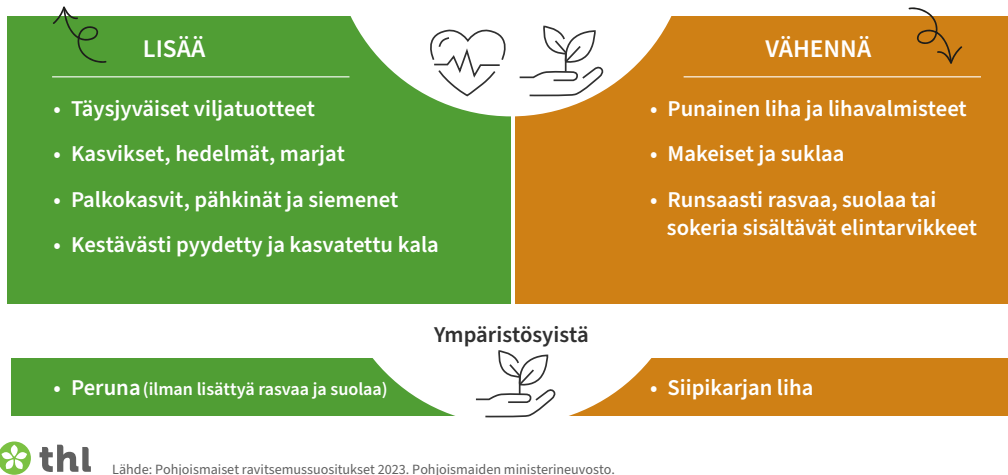 LISÄÄ
• Täysjyväiset viljatuotteet
• Kasvikset, hedelmät, marjat
• Palkokasvit, pähkinät ja siemenet
• Kestävästi pyydetty ja kasvatettu kala
VÄHENNÄ
• Punainen liha ja lihavalmisteet
• Makeiset ja suklaa
• Runsaasti rasvaa, suolaa tai
sokeria sisältävät elintarvikkeet
Ympäristösyistä
• Peruna (ilman lisättyä rasvaa ja suolaa)
• Siipikarjan liha
thl
Lähde: Pohjoismaiset ravitsemussuositukset 2023. Pohjoismaiden ministerineuvosto.